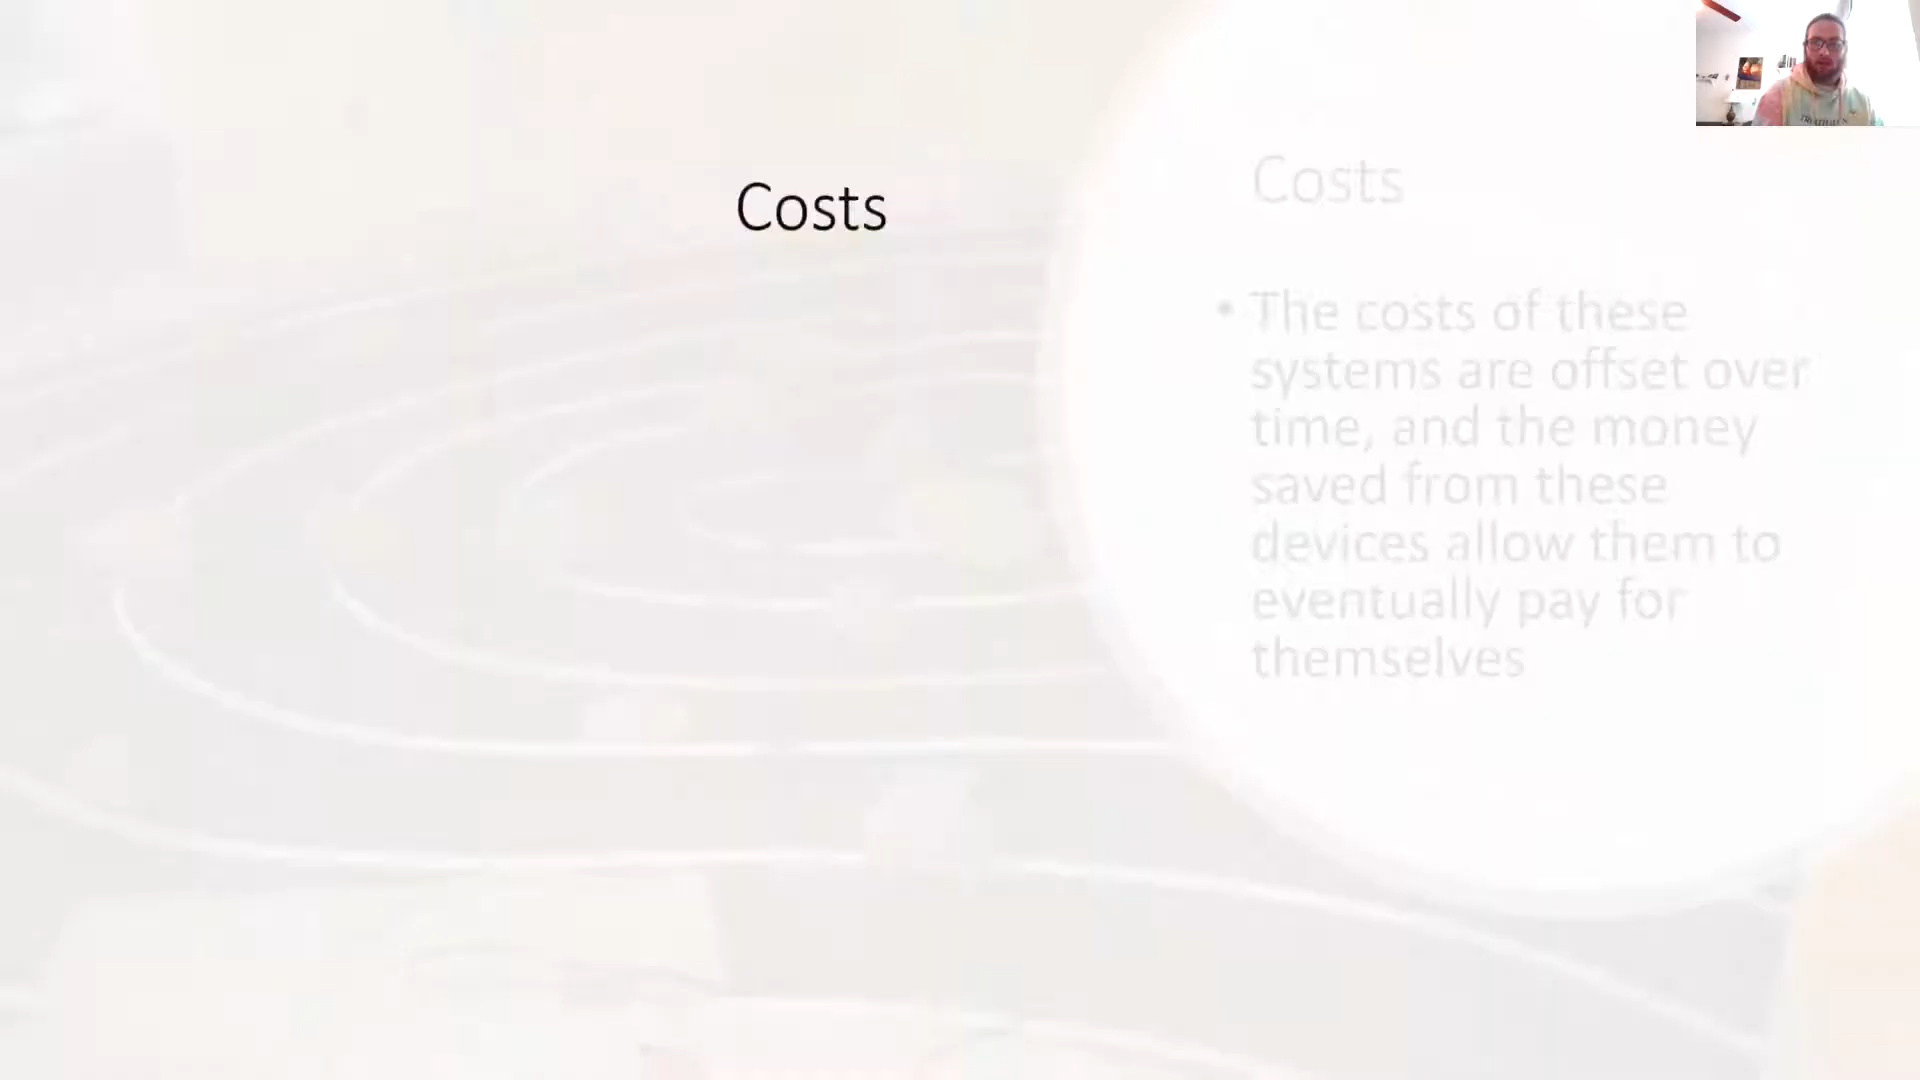 Costs
Costs
• The costs of these
systems are offset over
time, and the money
saved from these
devices allow them to
eventually pay for
themselves